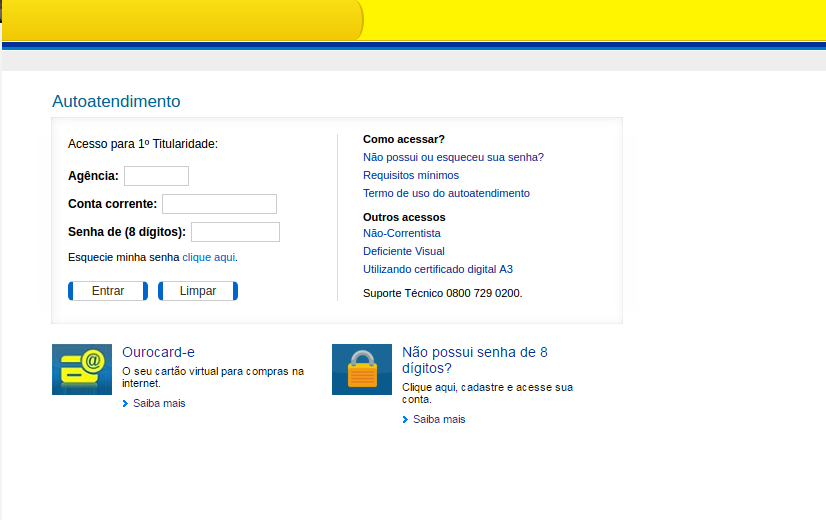 Autoatendimento
Acesso para 1º Titularidade:
Agência:
Conta corrente:
Senha de (8 dígitos):
Esquecie minha senha clique aqui.
Entrar
Limpar
Como acessar?
Não possui ou esqueceu sua senha?
Requisitos mínimos
Termo de uso do autoatendimento
Outros acessos
Não-Correntista
Deficiente Visual
Utilizando certificado digital A3
Suporte Técnico 0800 729 0200.
@
Ourocard-e
O seu cartão virtual para compras na
internet.
Saiba mais
Não possui senha de 8
dígitos?
Clique aqui, cadastre e acesse sua
conta.
Saiba mais